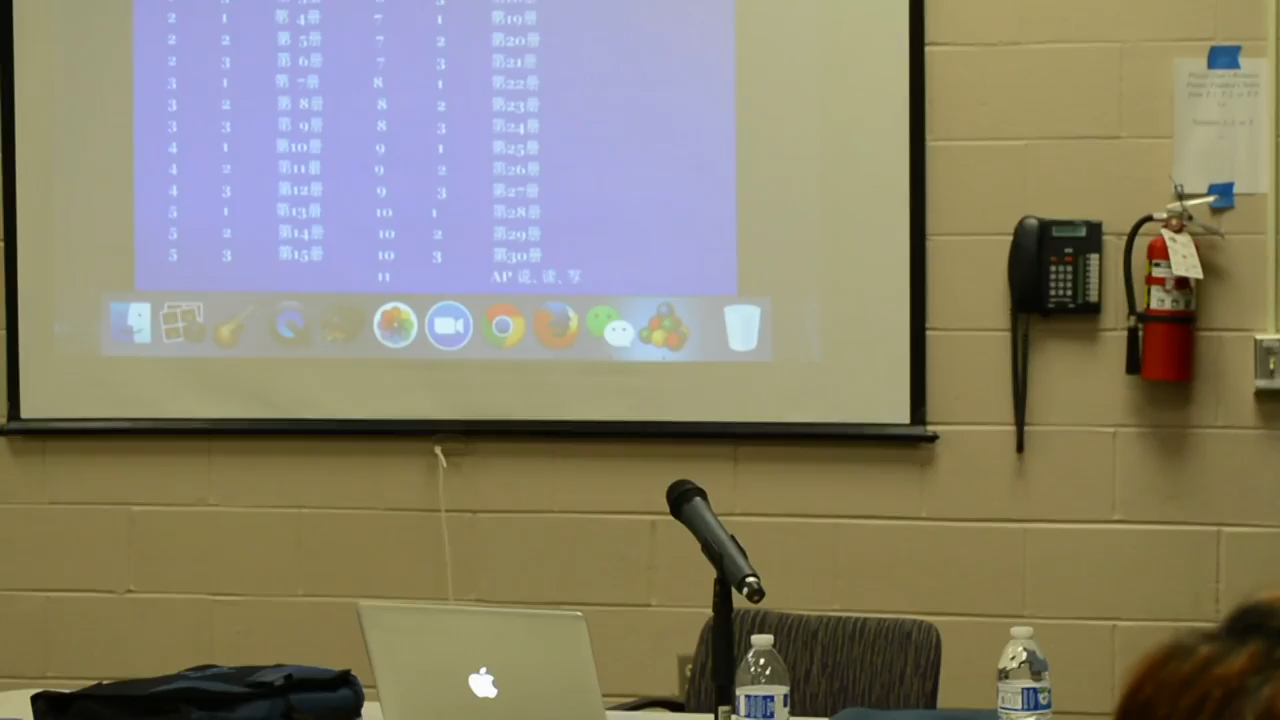 2 1 第 4册 7 1 第19册
2 2 第 5册 7 2 第20册
2 3 第 6册 7 3 第21册
3 1 第 7册 8 1 第22册
3 2 第 8册 8 2 第23册
3 3 第 9册 8 3 第24册
4 1 第10册 9 1 第25册
4 2 第11册 9 2 第26册
4 3 第12册 9 3 第27册
5 1 第13册 10 1 第28册
5 2 第14册 10 2 第29册
5 3 第15册 10 3 第30册
11 AP 说、读、写